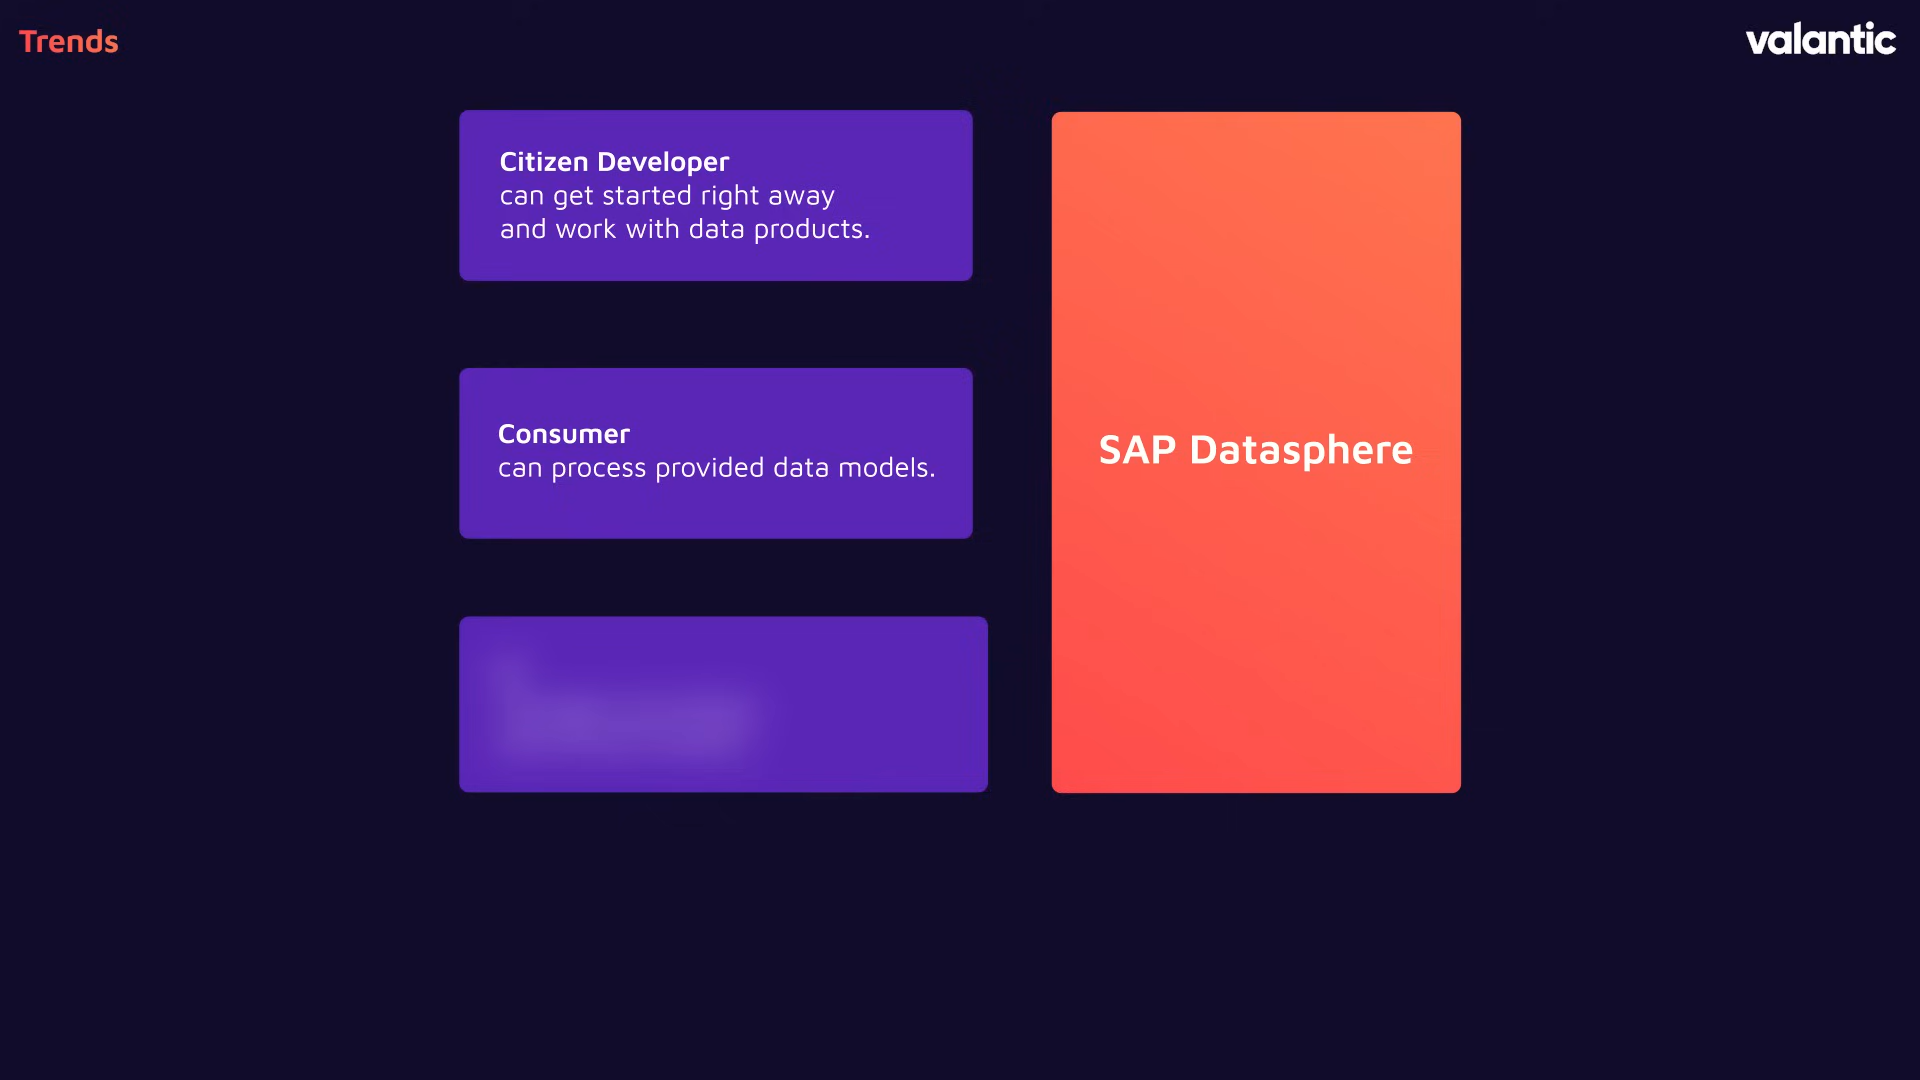 Trends
valantic
Citizen Developer
can get started right away
and work with data products.
Consumer
can process provided data models.
SAP Datasphere